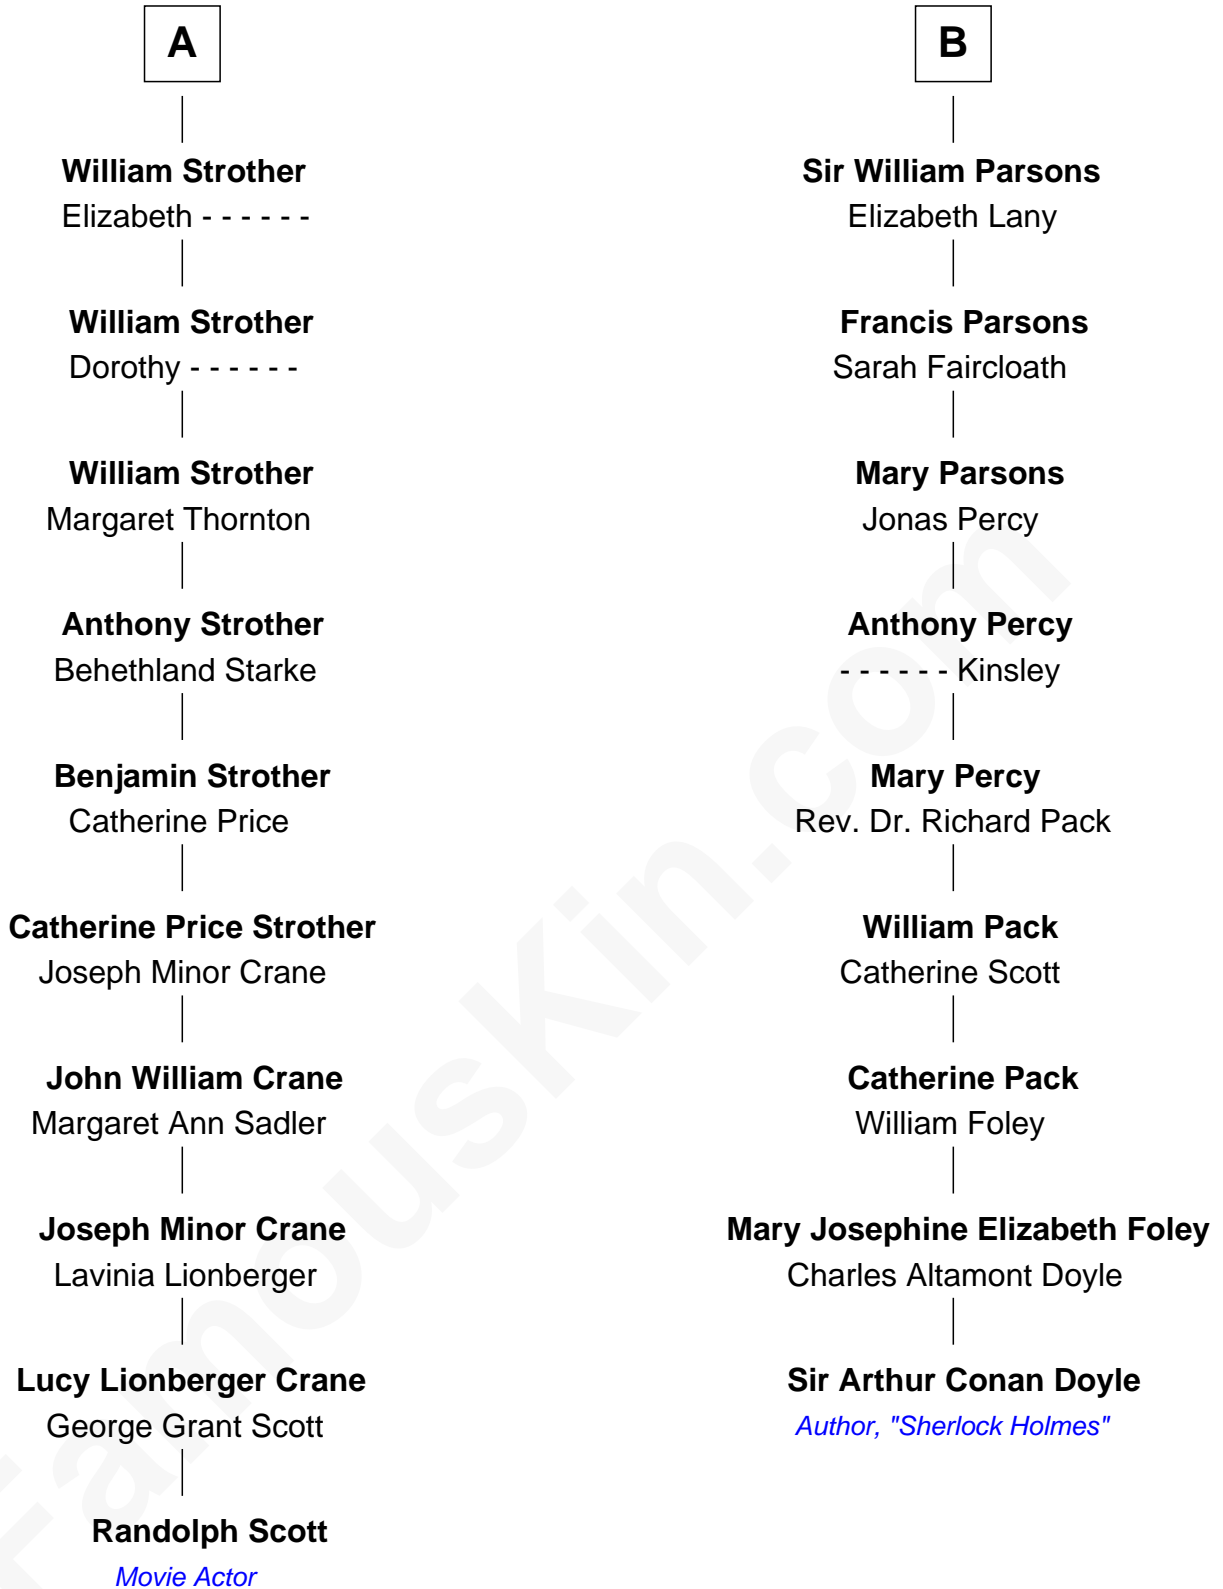 A
William Strother
Elizabeth - - - - - -
William Strother
Dorothy - - - - - -
William Strother
Margaret Thornton
Anthony Strother
Behethland Starke
Benjamin Strother
Catherine Price
Catherine Price Strother
Joseph Minor Crane
John William Crane
Margaret Ann Sadler
Joseph Minor Crane
Lavinia Lionberger
Lucy Lionberger Crane
George Grant Scott
Randolph Scott
Movie Actor
B
Sir William Parsons
Elizabeth Lany
Francis Parsons
Sarah Faircloath
Mary Parsons
Jonas Percy
Anthony Percy
- - - - - - Kinsley
Mary Percy
Rev. Dr. Richard Pack
William Pack
Catherine Scott
Catherine Pack
William Foley
Mary Josephine Elizabeth Foley
Charles Altamont Doyle
Sir Arthur Conan Doyle
Author, "Sherlock Holmes"
FamousKin.com